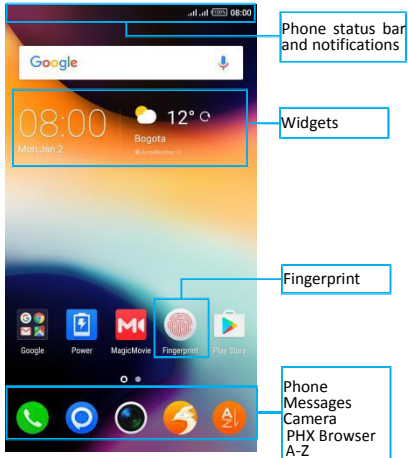 100% 08:00
Phone status bar
and notifications
Google
08:00
Mon,Jan 2
12°
Bogota
AccuWeather
Widgets
Fingerprint
Google
Power
MagicMovie
Fingerprint
Play Store
Phone
Messages
Camera
PHX Browser
A-Z
A
Z